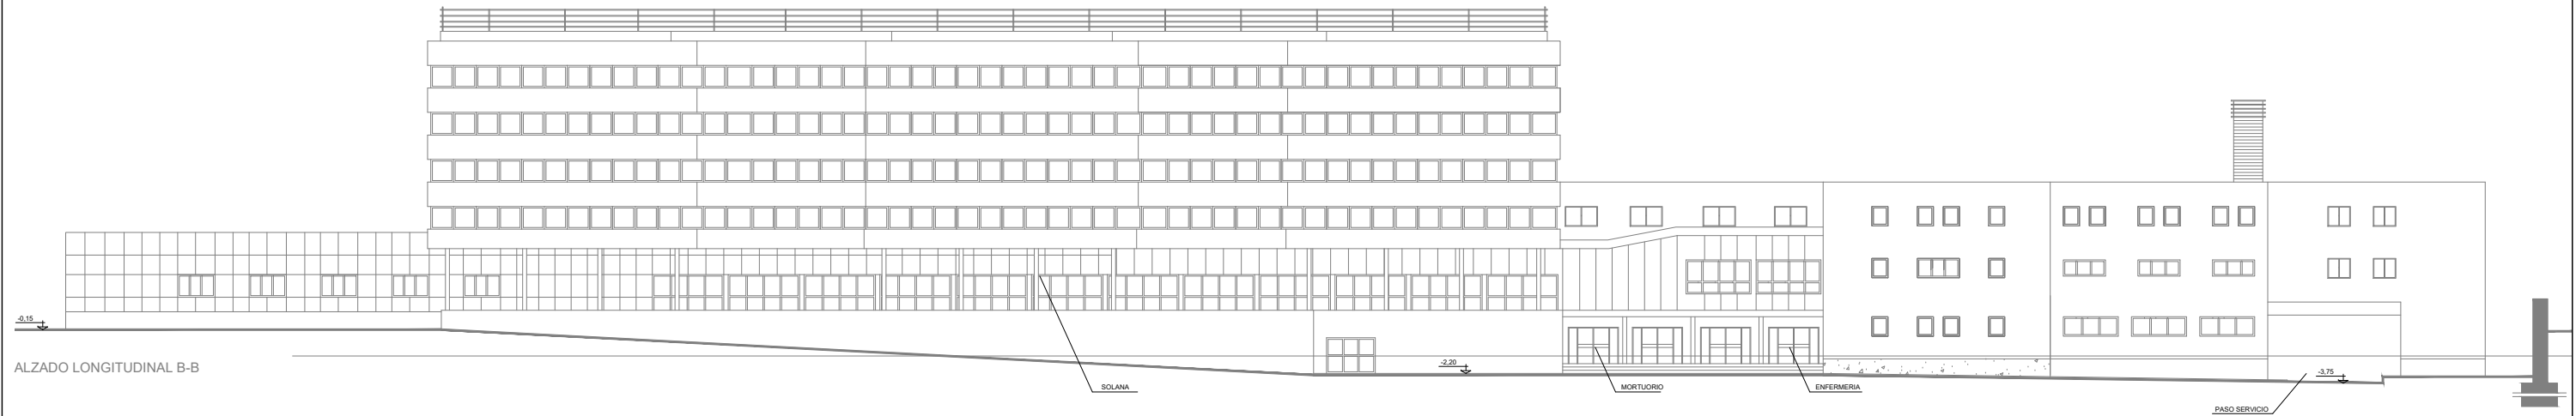 -0,15
ALZADO LONGITUDINAL B-B
SOLANA
-2,20
MORTUORIO
ENFERMERIA
-3,75
PASO SERVICIO